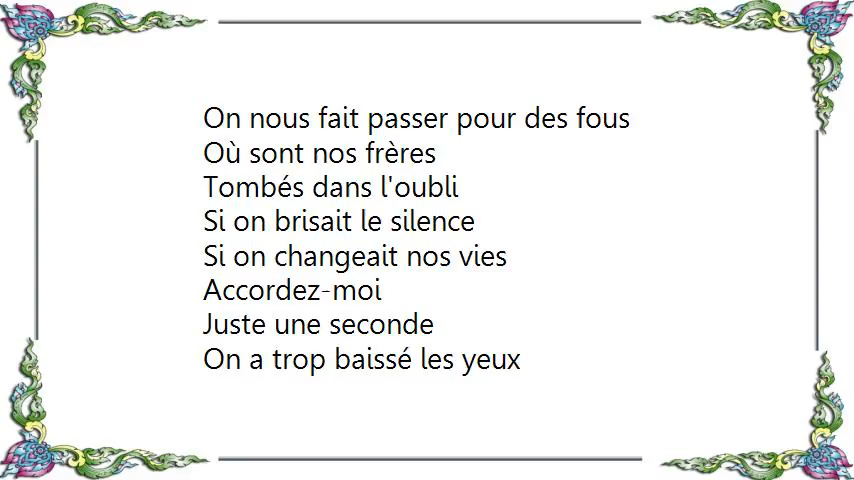 On nous fait passer pour des fous
Où sont nos frères
Tombés dans l'oubli
Si on brisait le silence
Si on changeait nos vies
Accordez-moi
Juste une seconde
On a trop baissé les yeux